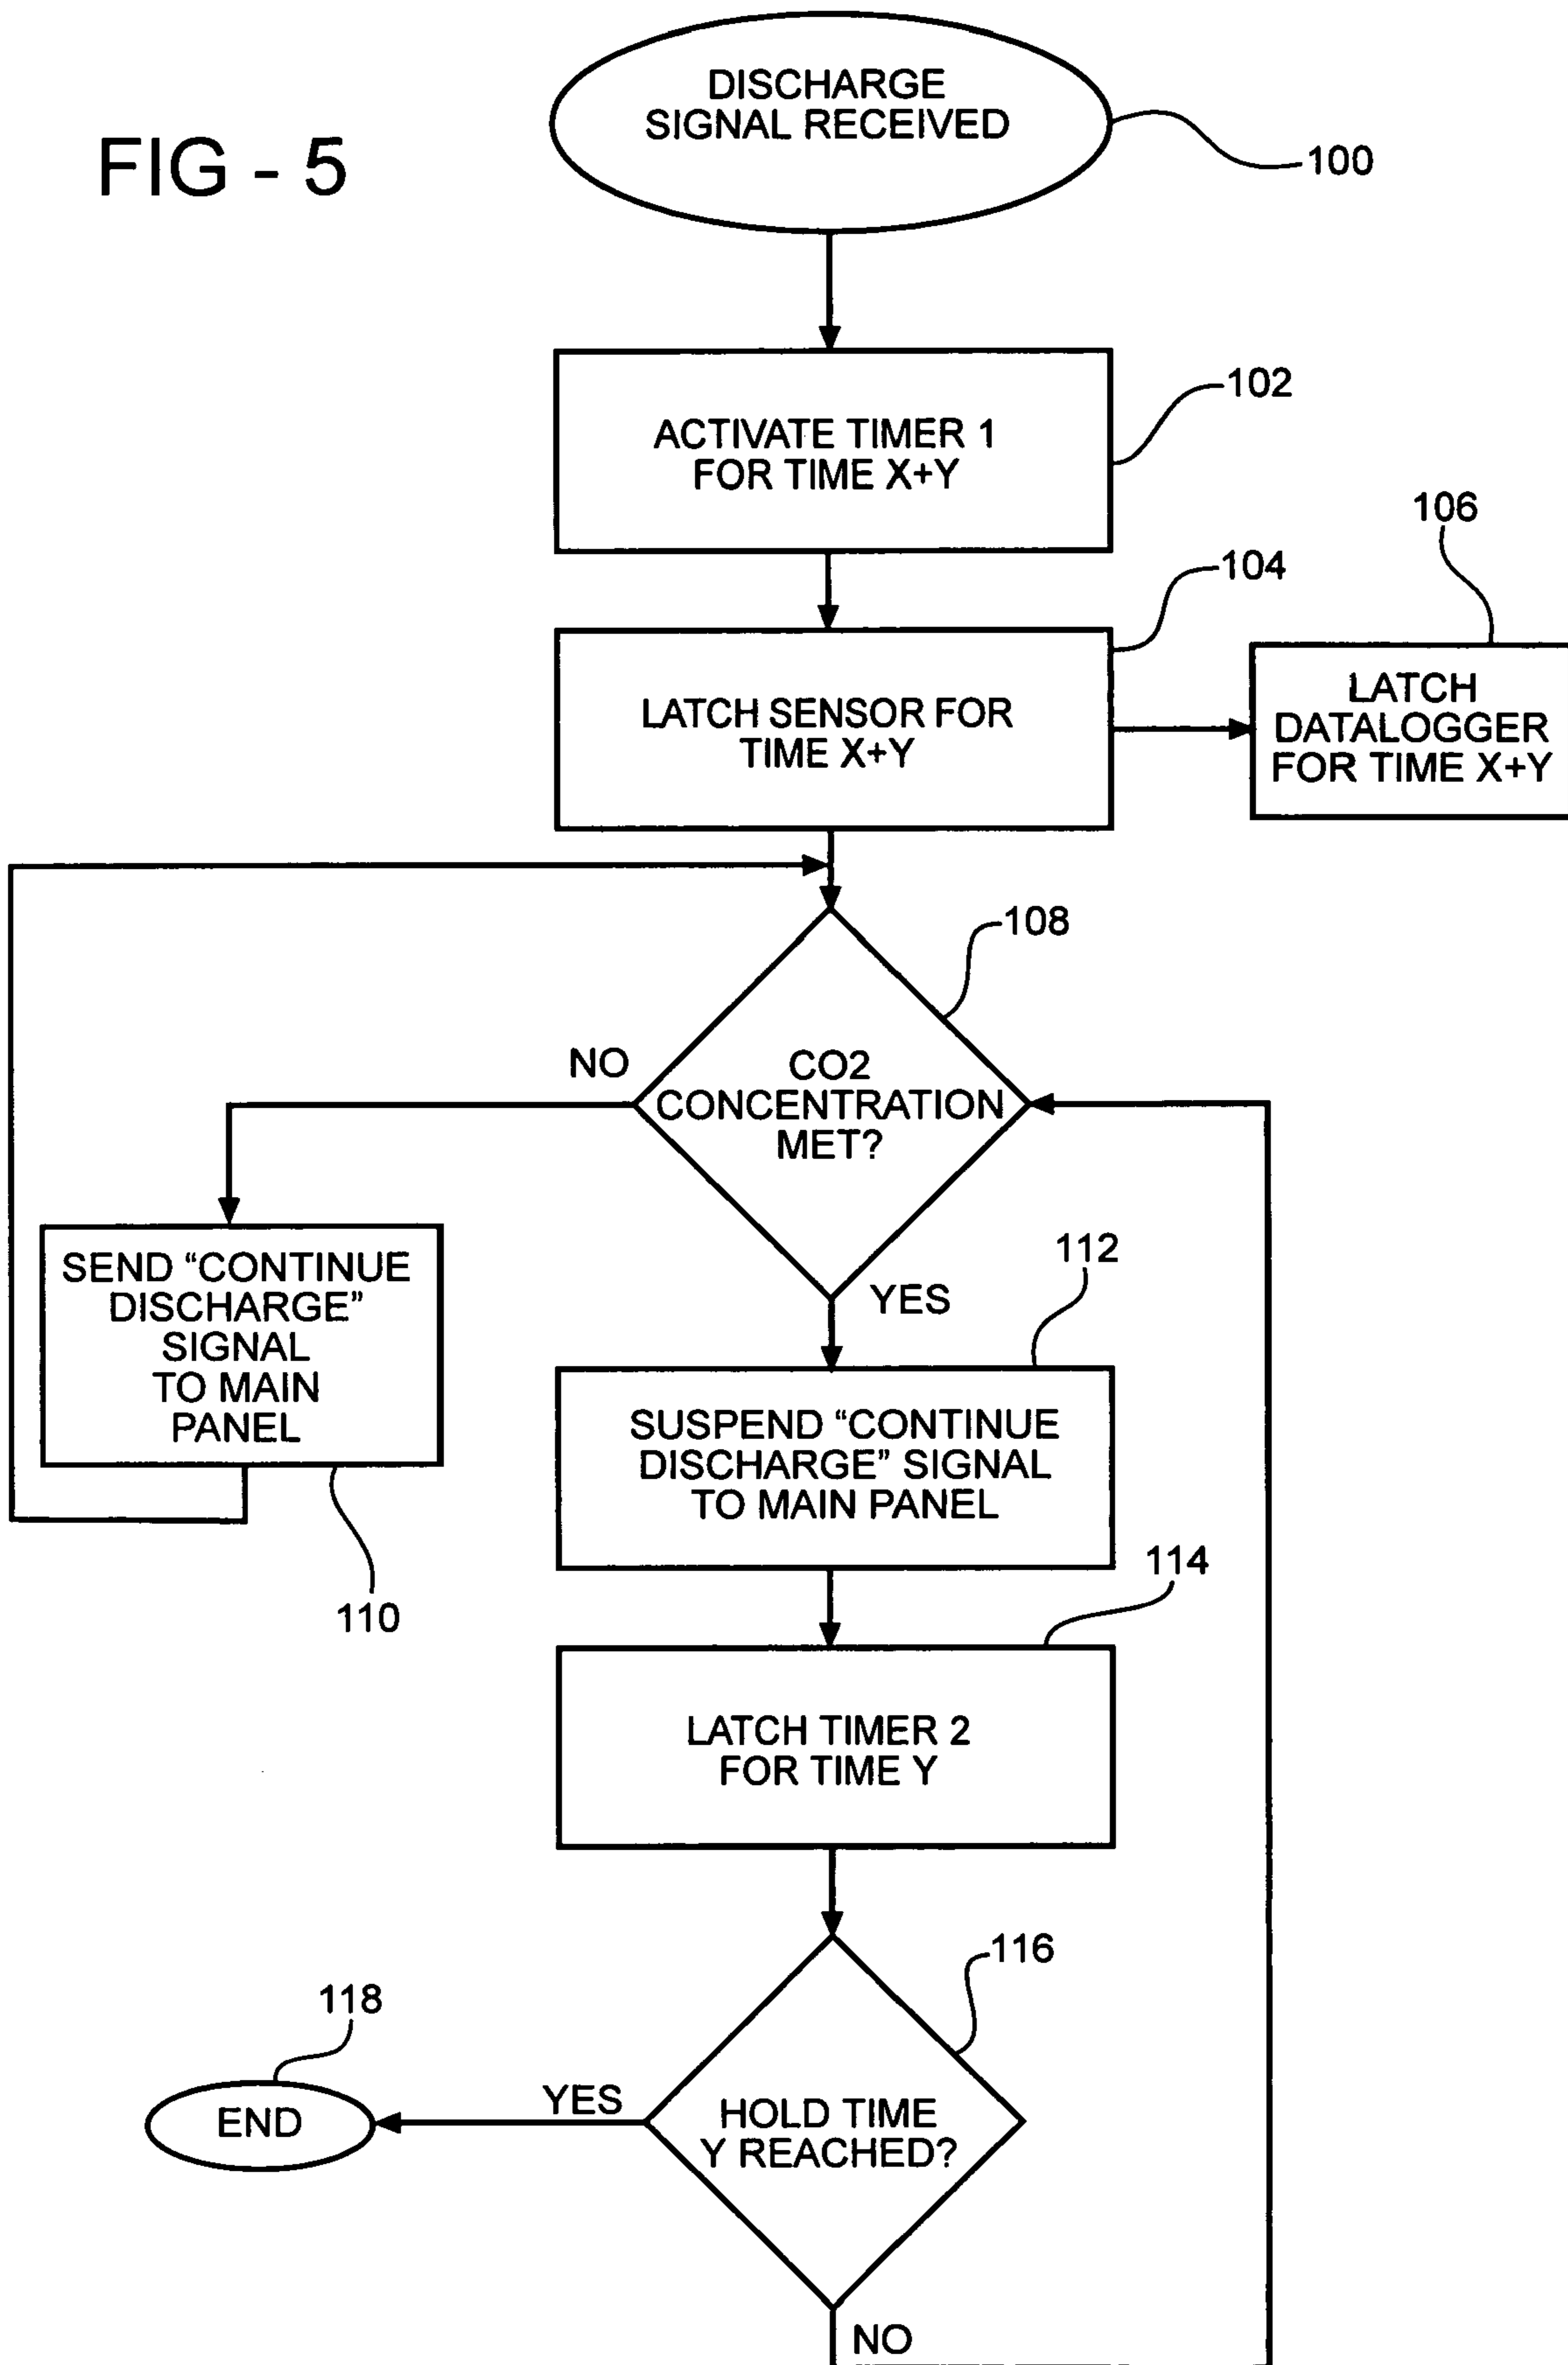 FIG - 5
DISCHARGE
SIGNAL RECEIVED
100
ACTIVATE TIMER 1
FOR TIME X+Y
102
LATCH SENSOR FOR
TIME X+Y
104
106
LATCH
DATALOGGER
FOR TIME X+Y
108
CO2
CONCENTRATION
MET?
NO
YES
SEND “CONTINUE
DISCHARGE”
SIGNAL
TO MAIN
PANEL
110
112
SUSPEND “CONTINUE
DISCHARGE” SIGNAL
TO MAIN PANEL
114
LATCH TIMER 2
FOR TIME Y
116
HOLD TIME
Y REACHED?
YES
118
END
NO